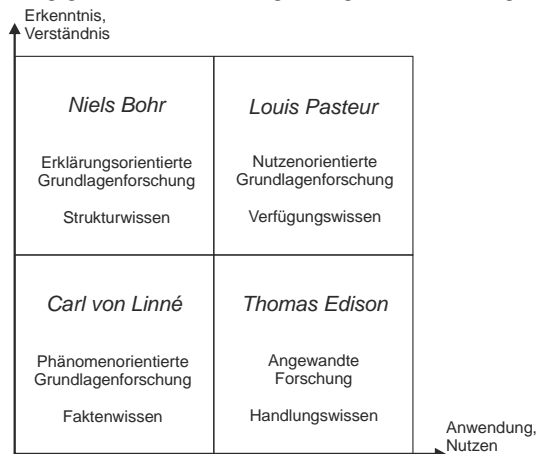 Erkenntnis,
Verständnis
Niels Bohr
Erklärungsorientierte
Grundlagenforschung
Strukturwissen
Louis Pasteur
Nutzenorientierte
Grundlagenforschung
Verfügungswissen
Carl von Linné
Phänomenorientierte
Grundlagenforschung
Faktenwissen
Thomas Edison
Angewandte
Forschung
Handlungswissen
Anwendung,
Nutzen